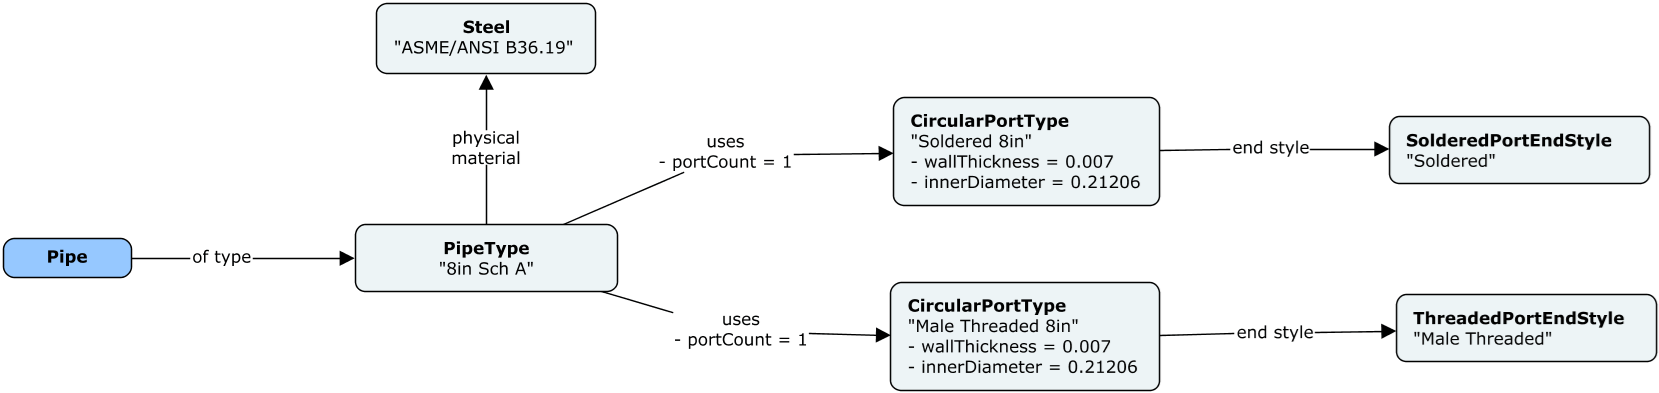 Steel
"ASME/ANSI B36.19"
physical
material
uses
- portCount = 1
CircularPortType
"Soldered 8in"
- wallThickness = 0.007
- innerDiameter = 0.21206
end style
SolderedPortEndStyle
"Soldered"
Pipe
of type
PipeType
"8in Sch A"
uses
- portCount = 1
CircularPortType
"Male Threaded 8in"
- wallThickness = 0.007
- innerDiameter = 0.21206
end style
ThreadedPortEndStyle
"Male Threaded"